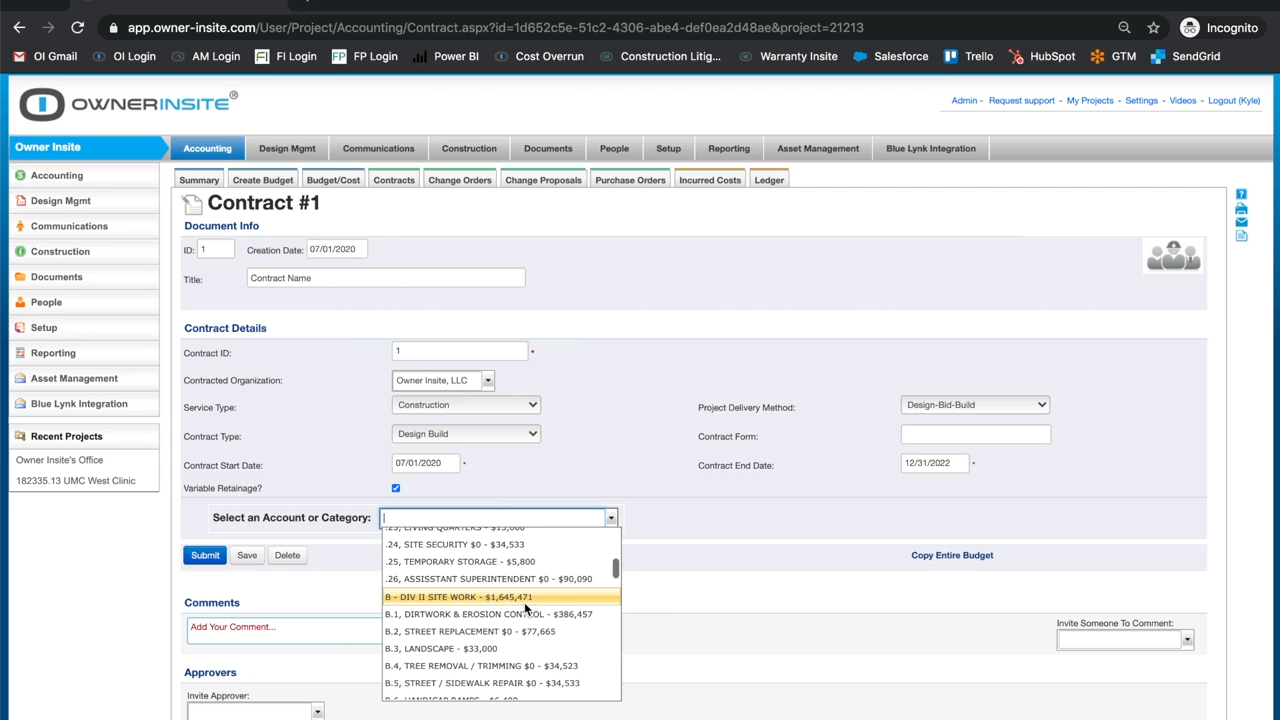 app.owner-insite.com/User/Project/Accounting/Contract.aspx?id=1d652c5e-51c2-4306-abe4-def0ea2d48ae&project=21213
Incognito
OI Gmail OI Login AM Login FI Login FP Login Power BI Cost Overrun Construction Litig... Warranty Insite Salesforce Trello HubSpot GTM SendGrid
OWNERINSITE®
Admin - Request support - My Projects - Settings - Videos - Logout (Kyle)
Owner Insite
Accounting Design Mgmt Communications Construction Documents People Setup Reporting Asset Management Blue Lynk Integration
Accounting
Design Mgmt
Communications
Construction
Documents
People
Setup
Reporting
Asset Management
Blue Lynk Integration
Recent Projects
Owner Insite's Office
182335.13 UMC West Clinic
Summary Create Budget Budget/Cost Contracts Change Orders Change Proposals Purchase Orders Incurred Costs Ledger
Contract #1
Document Info
ID: 1 Creation Date: 07/01/2020
Title: Contract Name
Contract Details
Contract ID: 1 *
Contracted Organization: Owner Insite, LLC
Service Type: Construction Project Delivery Method: Design-Bid-Build
Contract Type: Design Build Contract Form:
Contract Start Date: 07/01/2020 * Contract End Date: 12/31/2022 *
Variable Retainage?
Select an Account or Category:
.25, LIVING QUARTERS - $15,000
.24, SITE SECURITY $0 - $34,533
.25, TEMPORARY STORAGE - $5,800
.26, ASSISSTANT SUPERINTENDENT $0 - $90,090
B - DIV II SITE WORK - $1,645,471
B.1, DIRTWORK & EROSION CONTROL - $386,457
B.2, STREET REPLACEMENT $0 - $77,665
B.3, LANDSCAPE - $33,000
B.4, TREE REMOVAL / TRIMMING $0 - $34,523
B.5, STREET / SIDEWALK REPAIR $0 - $34,533
B.6, HANDICAP RAMPS - $6,400
Submit Save Delete
Copy Entire Budget
Comments
Add Your Comment...
Invite Someone To Comment:
Approvers
Invite Approver: